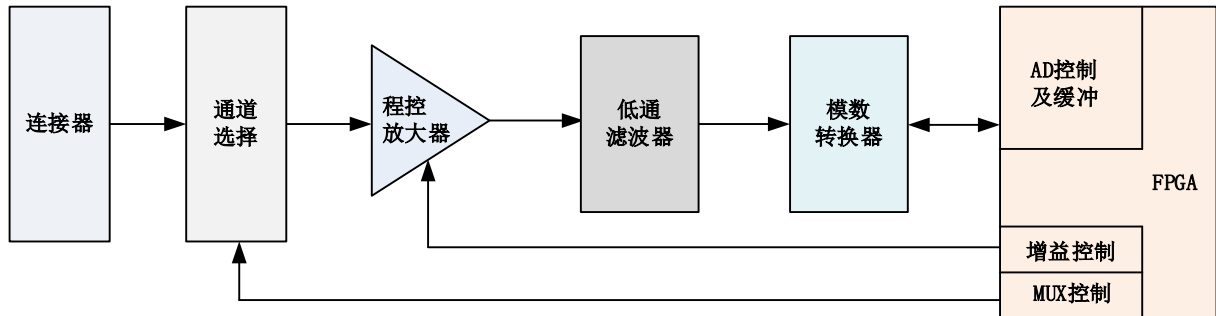 连接器
通道
选择
程控
放大器
低通
滤波器
模数
转换器
AD控制
及缓冲
FPGA
增益控制
MUX控制